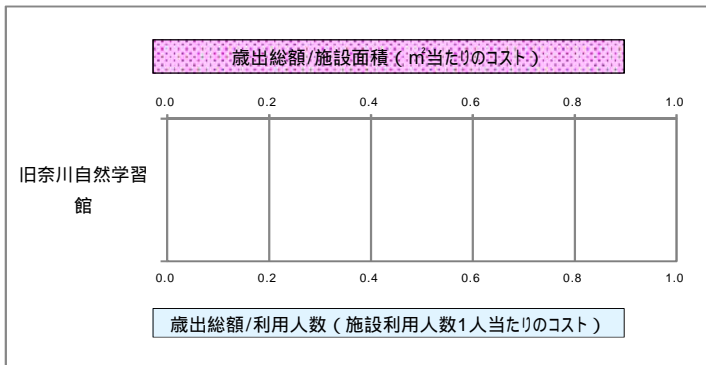 歳出総額/施設面積（㎡当たりのコスト）
0.0 0.2 0.4 0.6 0.8 1.0
旧奈川自然学習
館
0.0 0.2 0.4 0.6 0.8 1.0
歳出総額/利用人数（施設利用人数1人当たりのコスト）